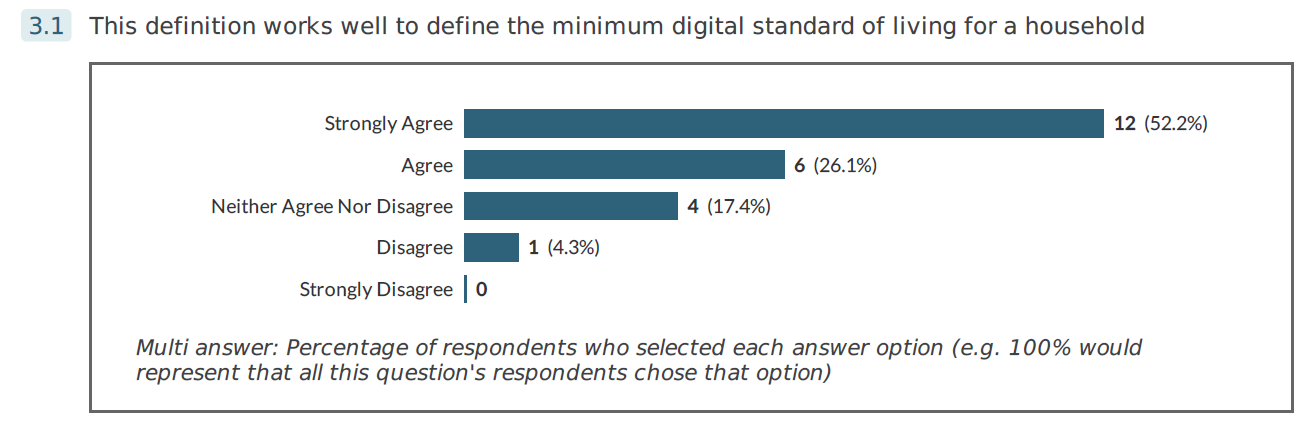 3.1 This definition works well to define the minimum digital standard of living for a household
Strongly Agree 12 (52.2%)
Agree 6 (26.1%)
Neither Agree Nor Disagree 4 (17.4%)
Disagree 1 (4.3%)
Strongly Disagree 0
Multi answer: Percentage of respondents who selected each answer option (e.g. 100% would
represent that all this question's respondents chose that option)